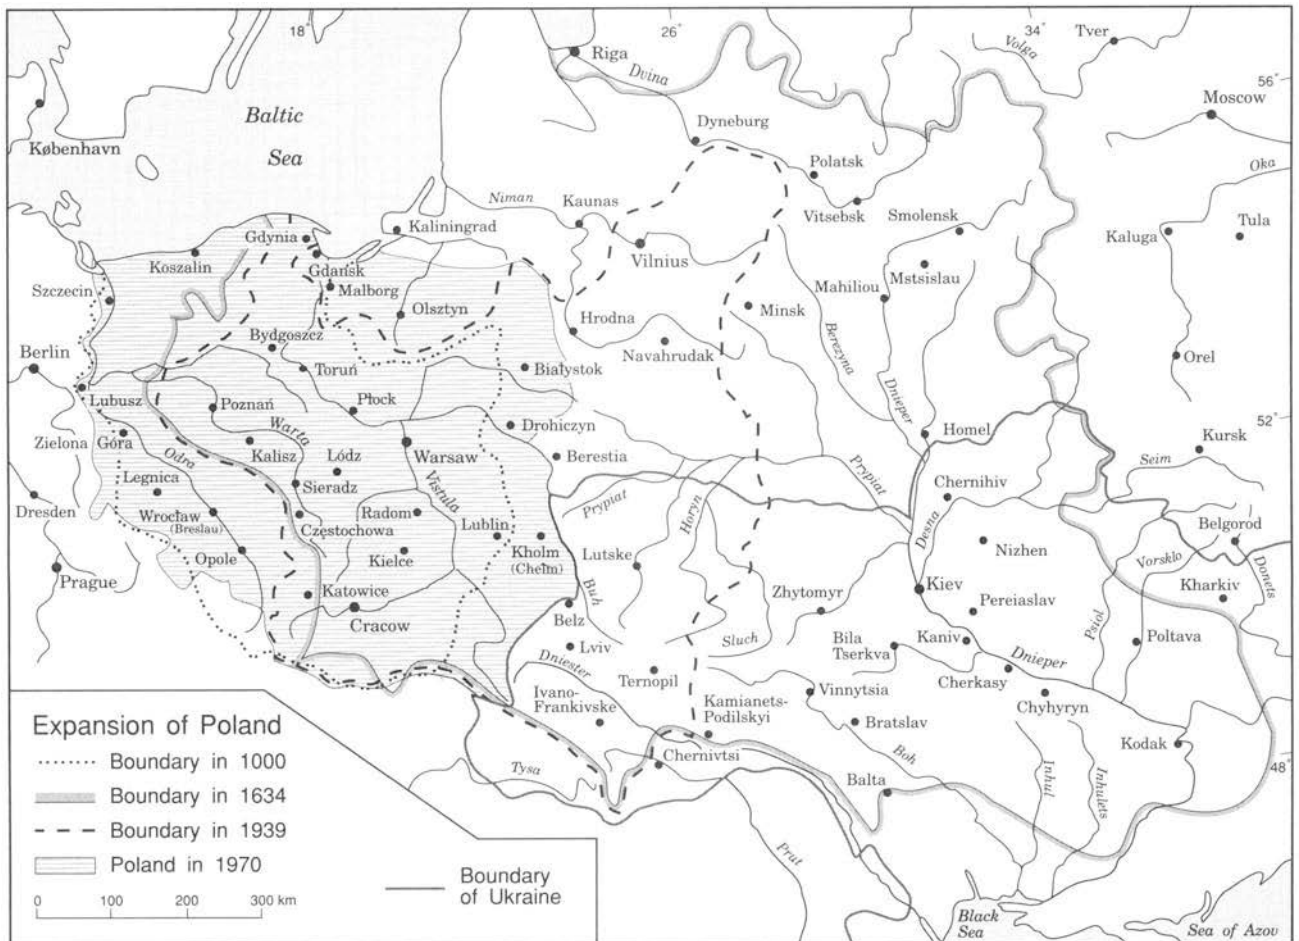 18°
26°
34°
Tver
Volga
Riga
Dvina
56°
Moscow
Baltic
Sea
Dyneburg
København
Polatsk
Oka
Niman
Kaunas
Vitsebsk
Smolensk
Kaliningrad
Gdynia
Tula
Kaluga
Koszalin
Gdańsk
Vilnius
Mstsislau
Malborg
Mahiliou
Szczecin
Olsztyn
Minsk
Hrodna
Bydgoszcz
Berezyna
Berlin
Navahrudak
Orel
Toruń
Białystok
Dnieper
Lubusz
Poznań
Płock
52°
Warta
Drohiczyn
Homel
Zielona
Góra
Kursk
Odra
Kalisz
Łódz
Warsaw
Berestia
Seim
Prypiat
Legnica
Sieradz
Chernihiv
Vistula
Prypiat
Horyn
Dresden
Wrocław
(Breslau)
Częstochowa
Radom
Lublin
Desna
Belgorod
Opole
Kielce
Kholm
(Chełm)
Lutske
Nizhen
Vorsklo
Donets
Prague
Katowice
Buh
Zhytomyr
Kiev
Kharkiv
Cracow
Belz
Pereiaslav
Psiol
Sluch
Bila
Tserkva
Kaniv
Poltava
Lviv
Dniester
Dnieper
Ternopil
Cherkasy
Ivano-
Frankivske
Kamianets-
Podilskyi
Vinnytsia
Chyhyryn
Bratslav
Kodak
Boh
Chernivtsi
48°
Tysa
Balta
Inhul
Inhulets
Prut
Black
Sea
Sea of Azov
Expansion of Poland
Boundary in 1000
Boundary in 1634
Boundary in 1939
Poland in 1970
0 100 200 300 km
Boundary
of Ukraine